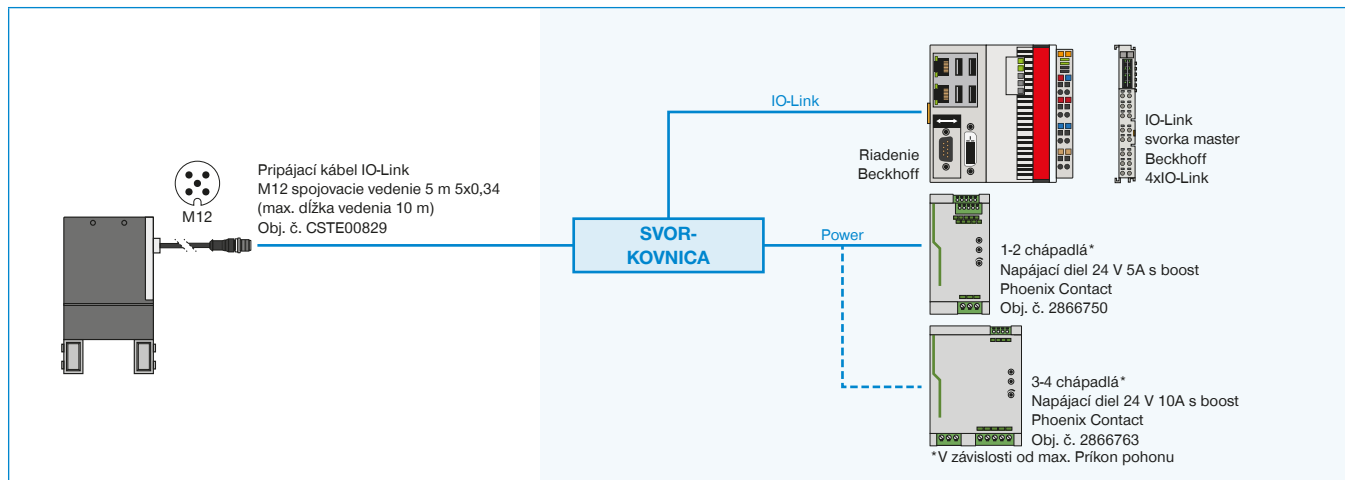 Pripájací kábel IO-Link
M12 spojovacie vedenie 5 m 5x0,34
(max. dĺžka vedenia 10 m)
Obj. č. CSTE00829
M12
SVOR-
KOVNICA
IO-Link
Power
Riadenie
Beckhoff
IO-Link
svorka master
Beckhoff
4xIO-Link
1-2 chápadlá*
Napájací diel 24 V 5A s boost
Phoenix Contact
Obj. č. 2866750
3-4 chápadlá*
Napájací diel 24 V 10A s boost
Phoenix Contact
Obj. č. 2866763
*V závislosti od max. Príkon pohonu